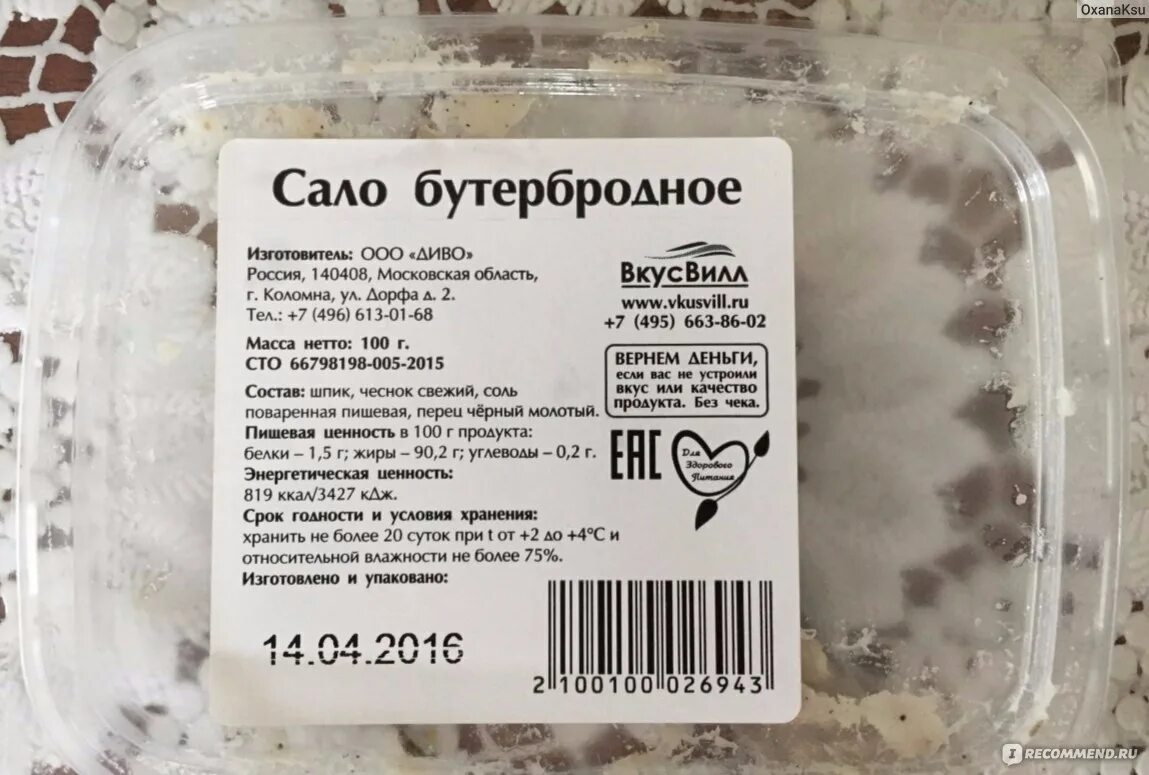 OxanaKsu
Сало бутербродное
Изготовитель: ООО «ДИВО»
Россия, 140408, Московская область,
г. Коломна, ул. Дорфа д. 2.
Тел.: +7 (496) 613-01-68
Масса нетто: 100 г.
СТО 66798198-005-2015
Состав: шпик, чеснок свежий, соль
поваренная пищевая, перец чёрный молотый.
Пищевая ценность в 100 г продукта:
белки – 1,5 г; жиры – 90,2 г; углеводы – 0,2 г.
Энергетическая ценность:
819 ккал/3427 кДж.
Срок годности и условия хранения:
хранить не более 20 суток при t от +2 до +4°С и
относительной влажности не более 75%.
Изготовлено и упаковано:
14.04.2016
ВкусВилл
www.vkusvill.ru
+7 (495) 663-86-02
ВЕРНЕМ ДЕНЬГИ,
если вас не устроили
вкус или качество
продукта. Без чека.
ЕАС
Для
Здорового
Питания
2 100100 026943
IRECOMMEND.RU